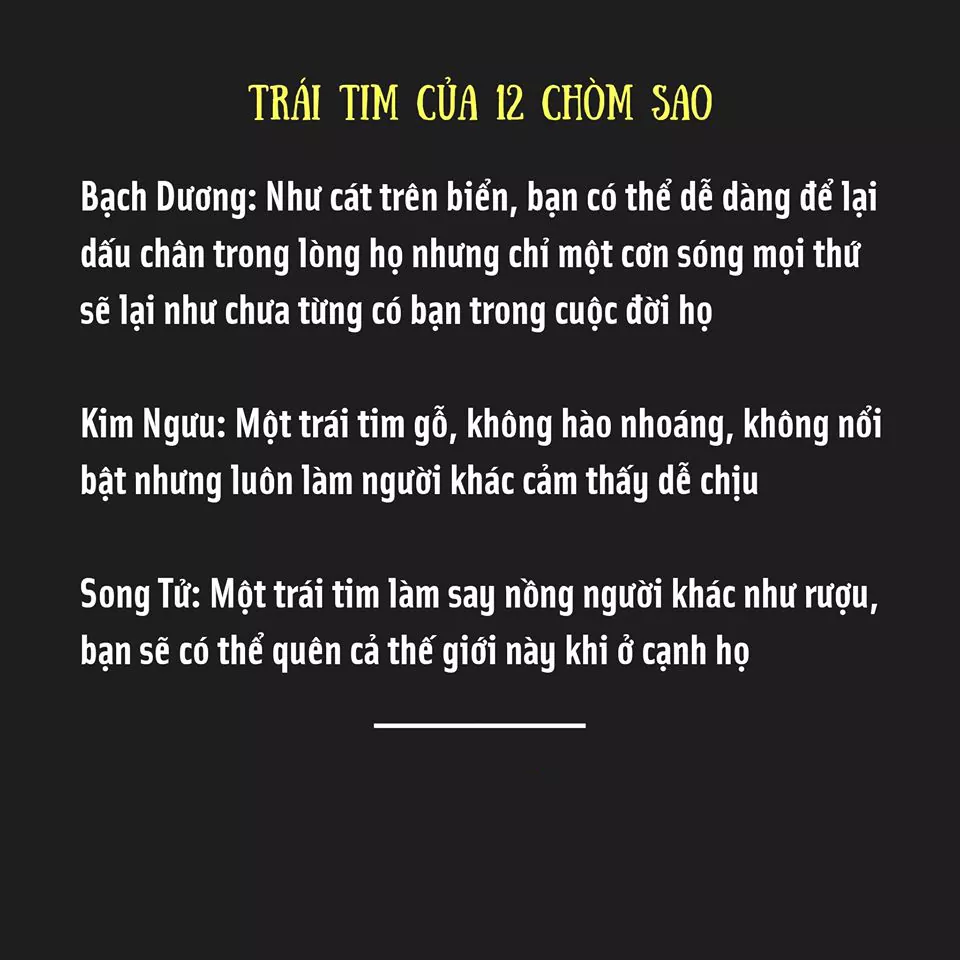 TRÁI TIM CỦA 12 CHÒM SAO
Bạch Dương: Như cát trên biển, bạn có thể dễ dàng để lại
dấu chân trong lòng họ nhưng chỉ một cơn sóng mọi thứ
sẽ lại như chưa từng có bạn trong cuộc đời họ
Kim Ngưu: Một trái tim gỗ, không hào nhoáng, không nổi
bật nhưng luôn làm người khác cảm thấy dễ chịu
Song Tử: Một trái tim làm say nồng người khác như rượu,
bạn sẽ có thể quên cả thế giới này khi ở cạnh họ